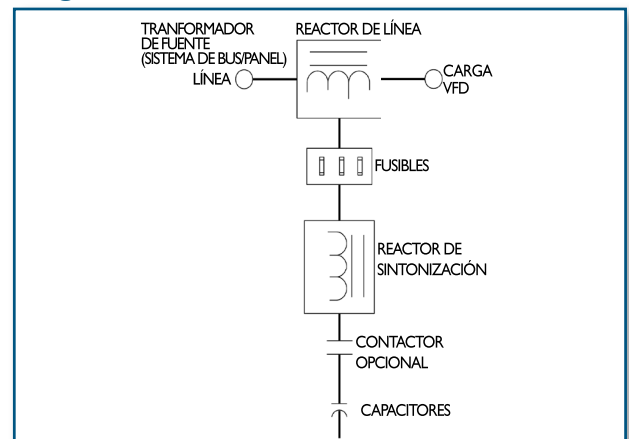 TRANFORMADOR
DE FUENTE
(SISTEMA DE BUS/PANEL)
LÍNEA
REACTOR DE LÍNEA
CARGA
VFD
FUSIBLES
REACTOR DE
SINTONIZACIÓN
CONTACTOR
OPCIONAL
CAPACITORES